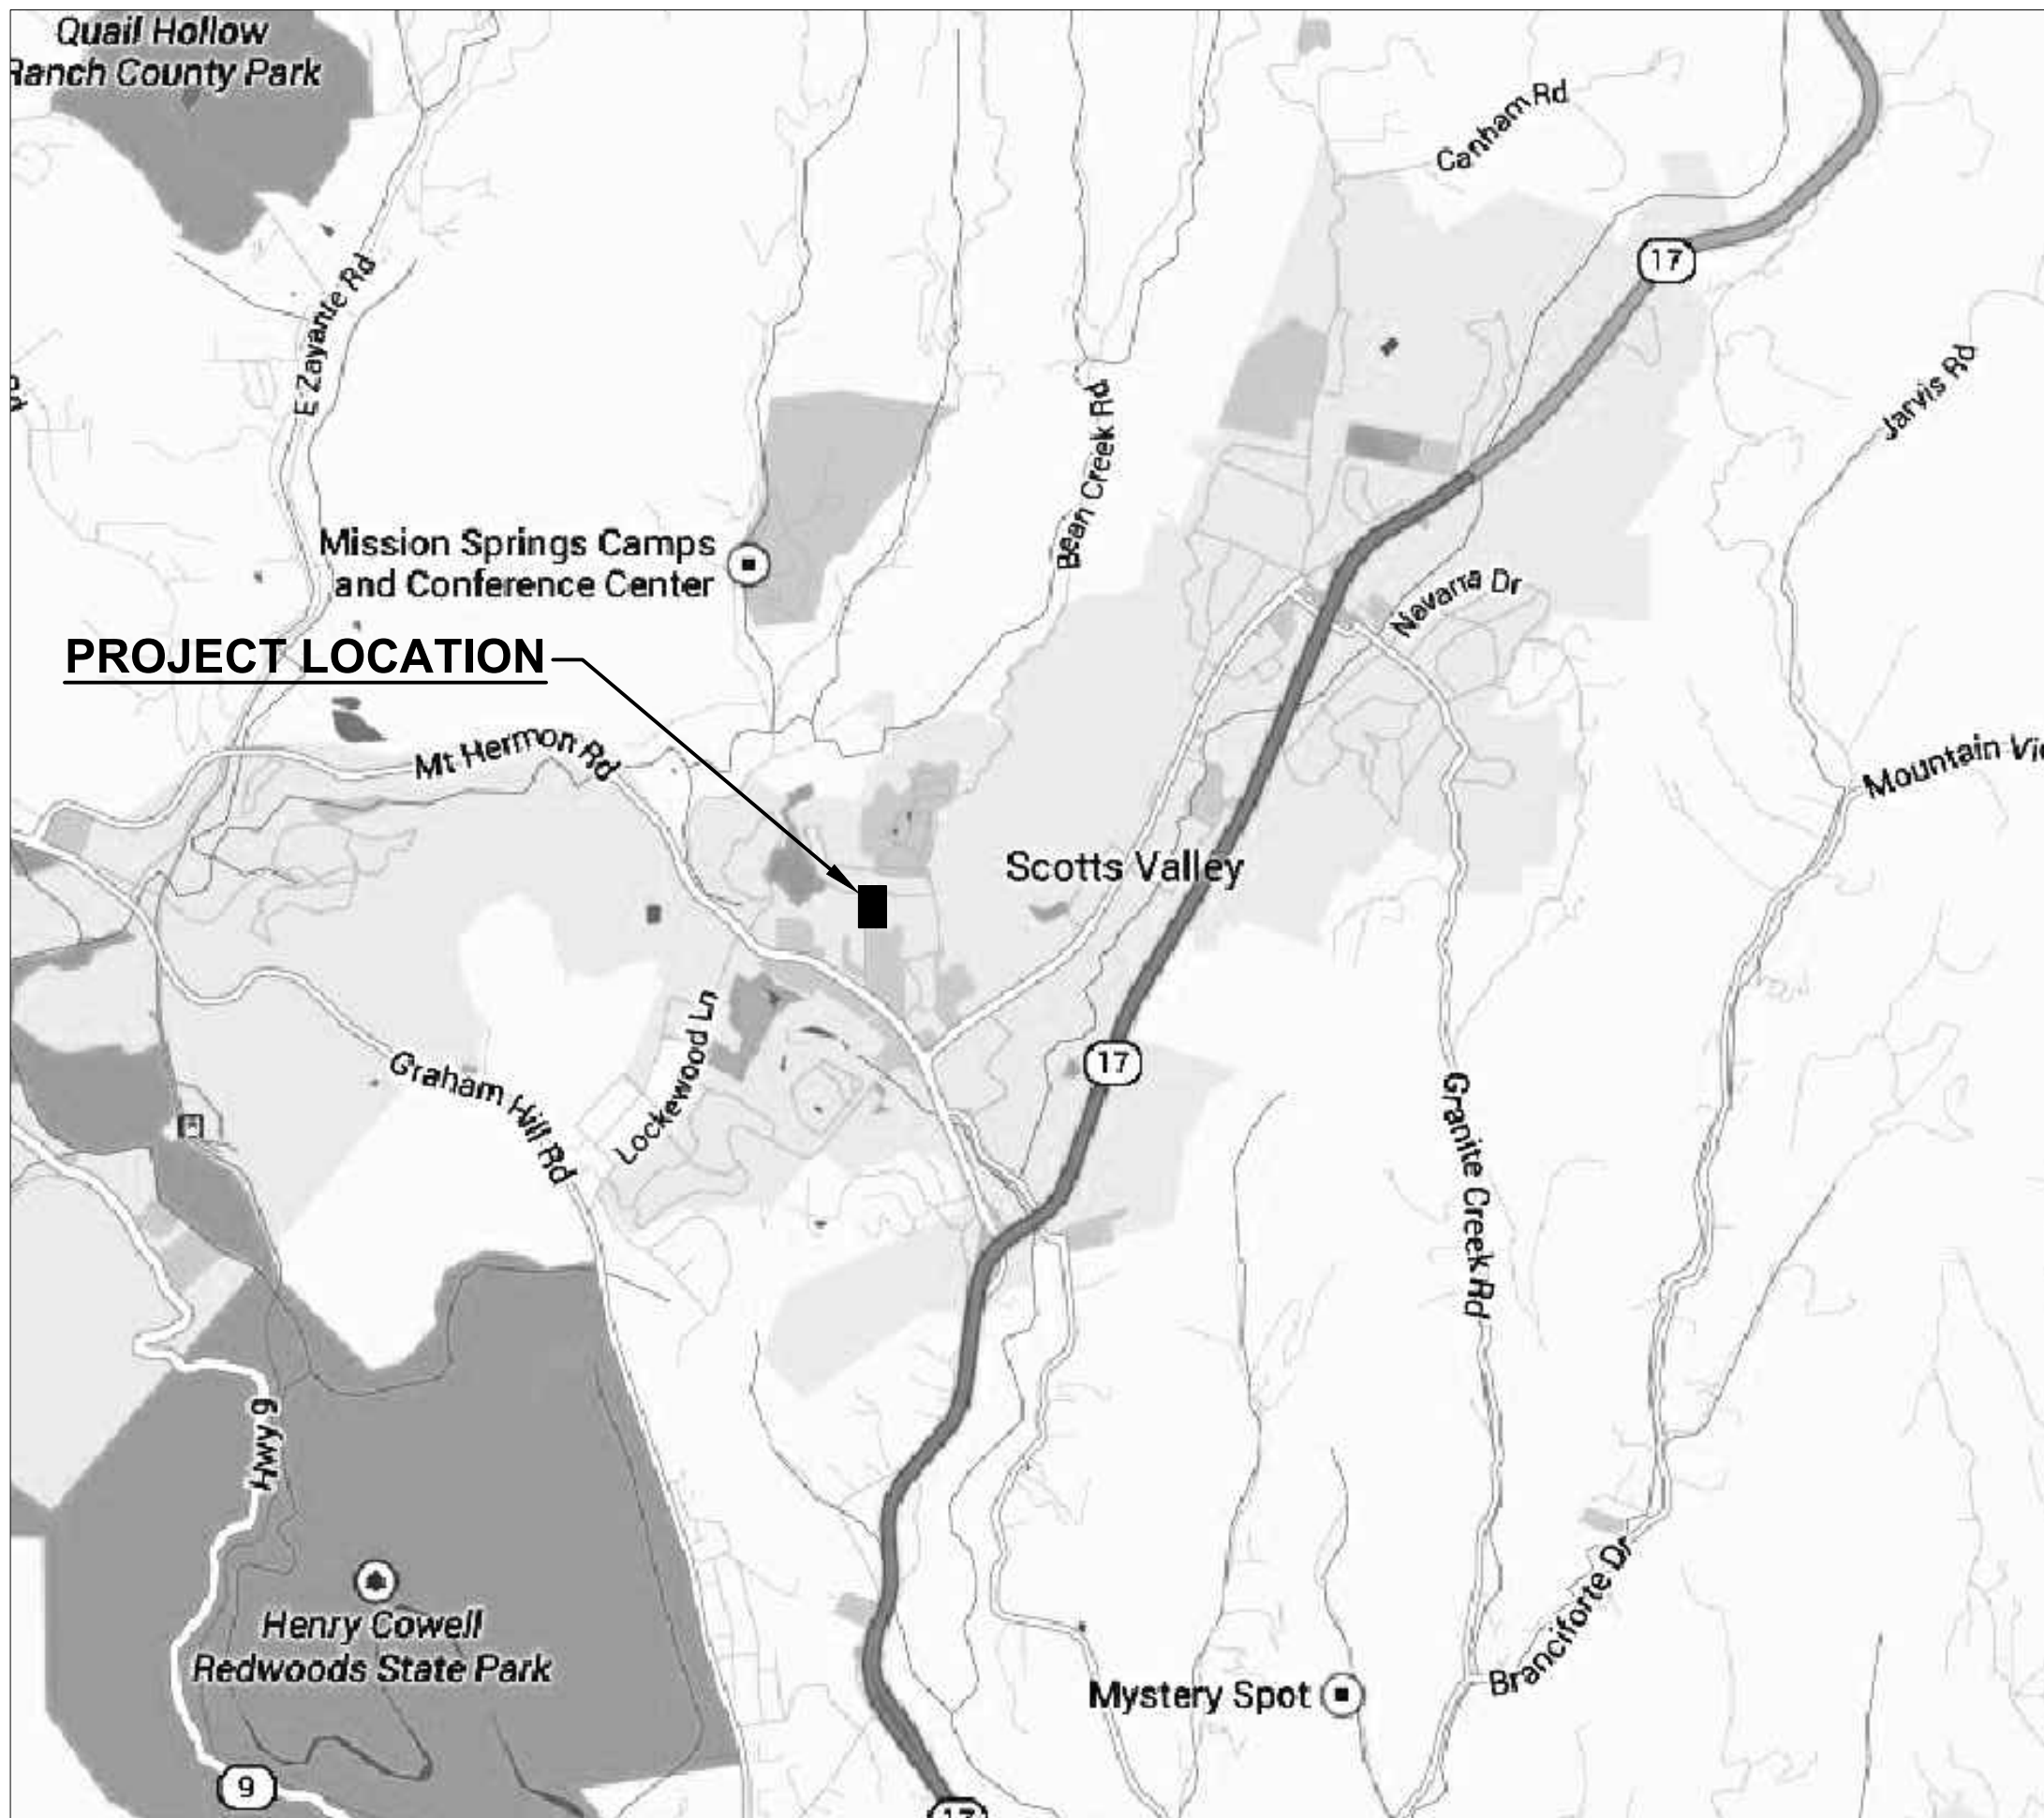 Quail Hollow
Ranch County Park
Canham Rd
17
E Zayante Rd
Jarvis Rd
Bean Creek Rd
Mission Springs Camps
and Conference Center
Navarra Dr
PROJECT LOCATION
Mt Hermon Rd
Mountain Vi
Scotts Valley
Lockewood Ln
17
Graham Hill Rd
Granite Creek Rd
Hwy 9
Henry Cowell
Redwoods State Park
Branciforte Dr
Mystery Spot
9
17